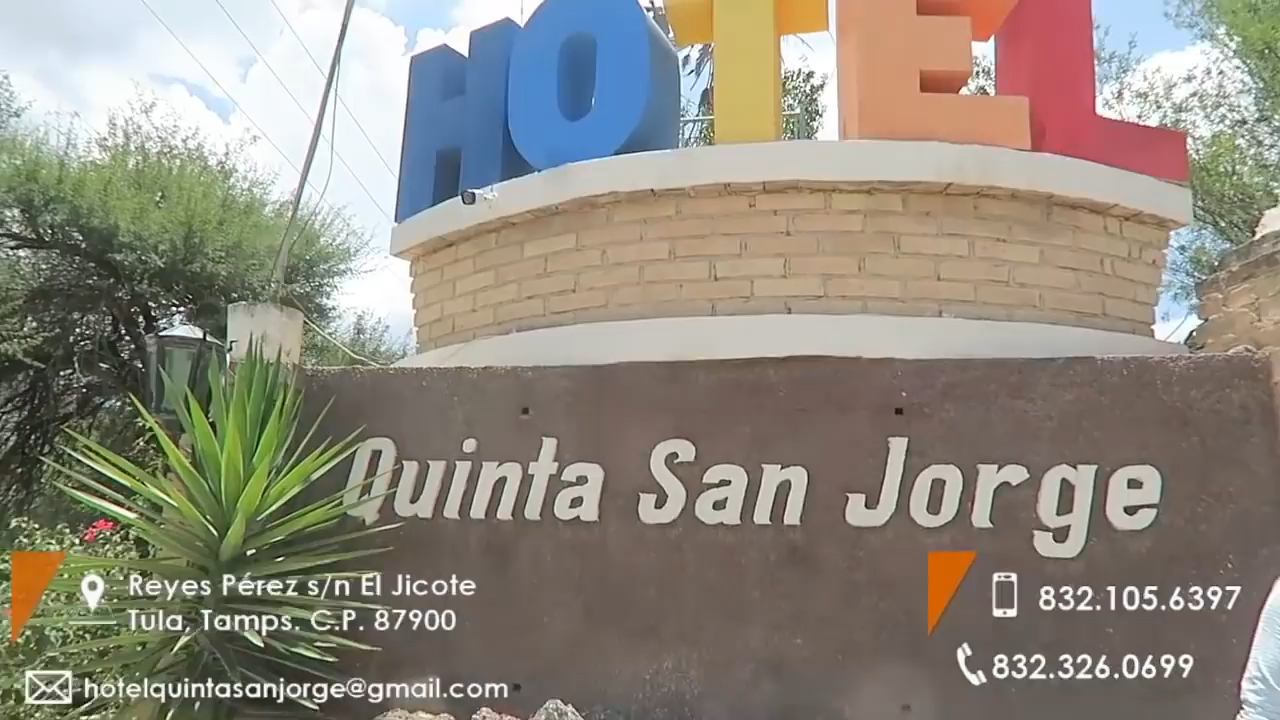 HOTEL
Quinta San Jorge
Reyes Pérez s/n El Jicote
Tula, Tamps. C.P. 87900
hotelquintasanjorge@gmail.com
832.105.6397
832.326.0699